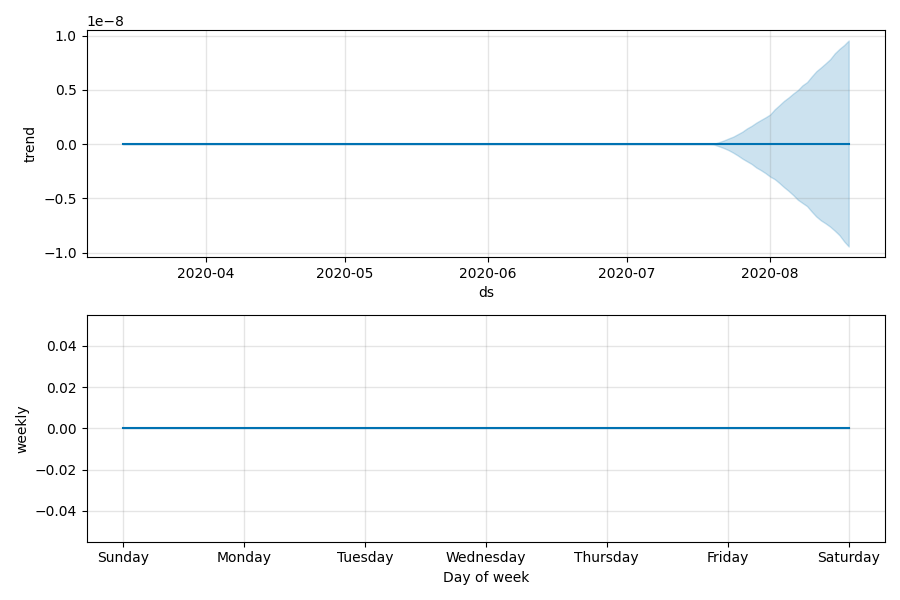 1e−8
1.0
0.5
0.0
−0.5
−1.0
trend
2020-04 2020-05 2020-06 2020-07 2020-08
ds
0.04
0.02
0.00
−0.02
−0.04
weekly
Sunday Monday Tuesday Wednesday Thursday Friday Saturday
Day of week